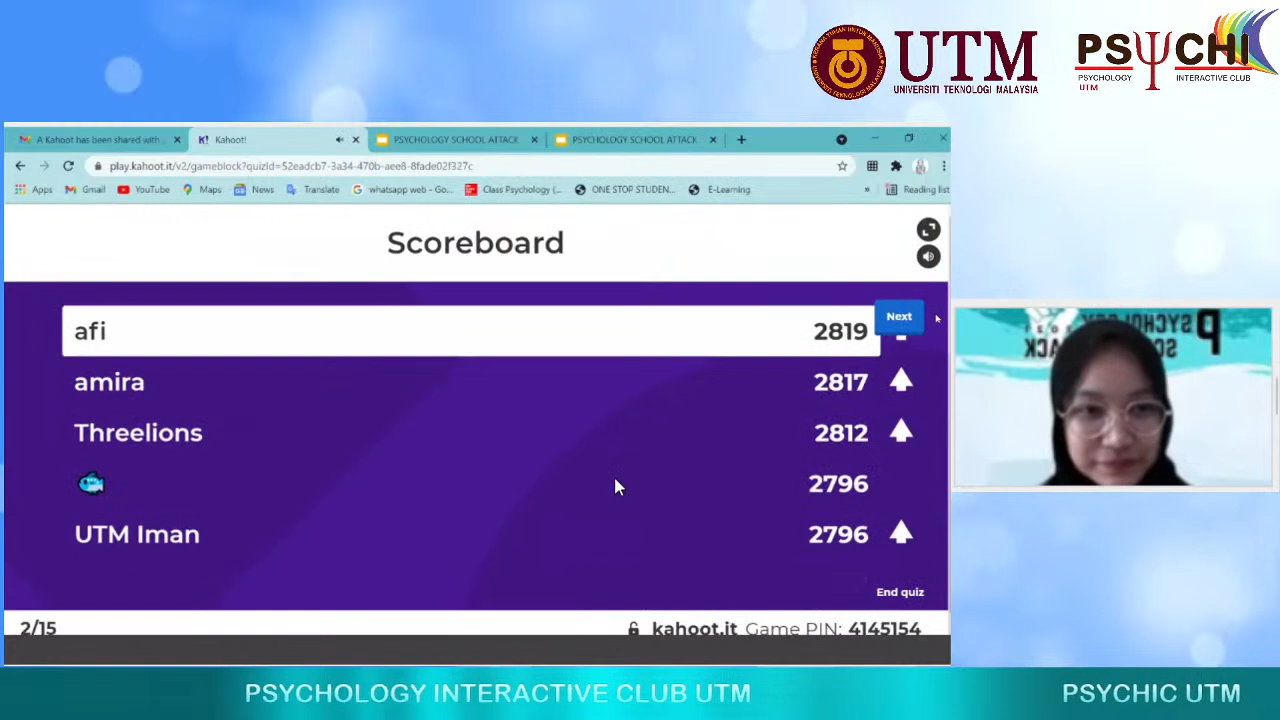 UTM
UNIVERSITI TEKNOLOGI MALAYSIA
PSYCHI
PSYCHOLOGY INTERACTIVE CLUB
UTM
A Kahoot has been shared with
Kahoot!
PSYCHOLOGY SCHOOL ATTACK
PSYCHOLOGY SCHOOL ATTACK
play.kahoot.it/v2/gameblock?quizId=52eadcb7-3a34-470b-aee8-8fade02f327c
Apps
Gmail
YouTube
Maps
News
Translate
whatsapp web - Go...
Class Psychology (...
ONE STOP STUDEN...
E-Learning
»
Reading list
Scoreboard
Next
afi 2819
amira 2817
Threelions 2812
2796
UTM Iman 2796
End quiz
2/15
kahoot.it Game PIN: 4145154
PSYCHOLOGY INTERACTIVE CLUB UTM
PSYCHIC UTM